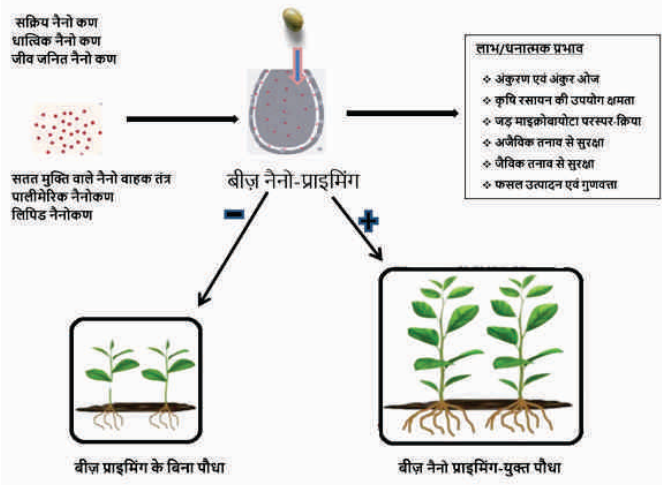 सक्रिय नैनो कण
धात्विक नैनो कण
जीव जनित नैनो कण
सतत मुक्ति वाले नैनो वाहक तंत्र
पालीमेरिक नैनोकण
लिपिड नैनोकण
बीज़ नैनो-प्राइमिंग
लाभ/धनात्मक प्रभाव
❖ अंकुरण एवं अंकुर ओज
❖ कृषि रसायन की उपयोग क्षमता
❖ जड़ माइक्रोबायोटा परस्पर-क्रिया
❖ अजैविक तनाव से सुरक्षा
❖ जैविक तनाव से सुरक्षा
❖ फसल उत्पादन एवं गुणवत्ता
बीज़ प्राइमिंग के बिना पौधा
बीज़ नैनो प्राइमिंग-युक्त पौधा